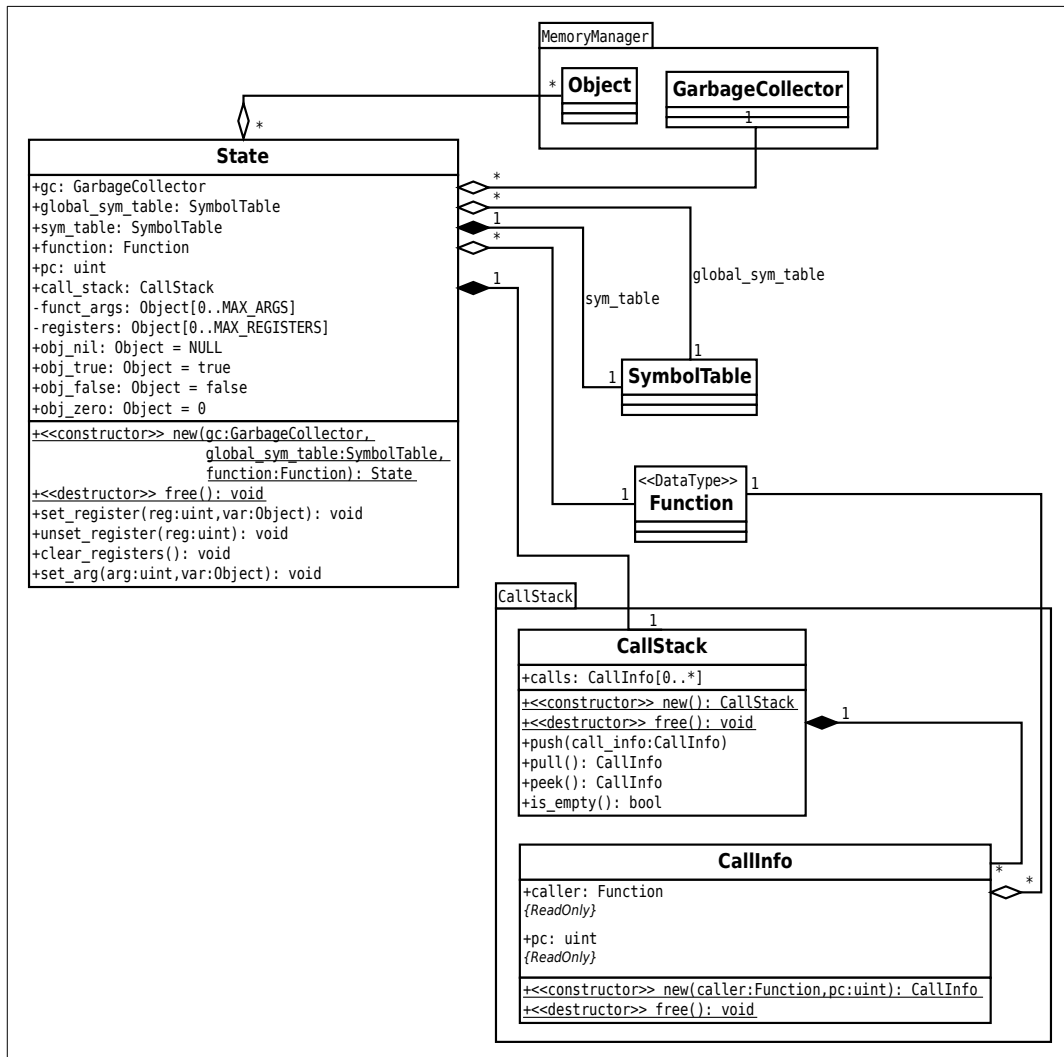 MemoryManager
Object
GarbageCollector
*
1
*
State
+gc: GarbageCollector
+global_sym_table: SymbolTable
+sym_table: SymbolTable
+function: Function
+pc: uint
+call_stack: CallStack
-funct_args: Object[0..MAX_ARGS]
-registers: Object[0..MAX_REGISTERS]
+obj_nil: Object = NULL
+obj_true: Object = true
+obj_false: Object = false
+obj_zero: Object = 0
+<<constructor>> new(gc:GarbageCollector,
global_sym_table:SymbolTable,
function:Function): State
+<<destructor>> free(): void
+set_register(reg:uint,var:Object): void
+unset_register(reg:uint): void
+clear_registers(): void
+set_arg(arg:uint,var:Object): void
*
*
1
*
1
global_sym_table
sym_table
1
1
SymbolTable
<<DataType>>
Function
1
1
CallStack
1
CallStack
+calls: CallInfo[0..*]
+<<constructor>> new(): CallStack
+<<destructor>> free(): void
+push(call_info:CallInfo)
+pull(): CallInfo
+peek(): CallInfo
+is_empty(): bool
1
CallInfo
*
*
+caller: Function
{ReadOnly}
+pc: uint
{ReadOnly}
+<<constructor>> new(caller:Function,pc:uint): CallInfo
+<<destructor>> free(): void